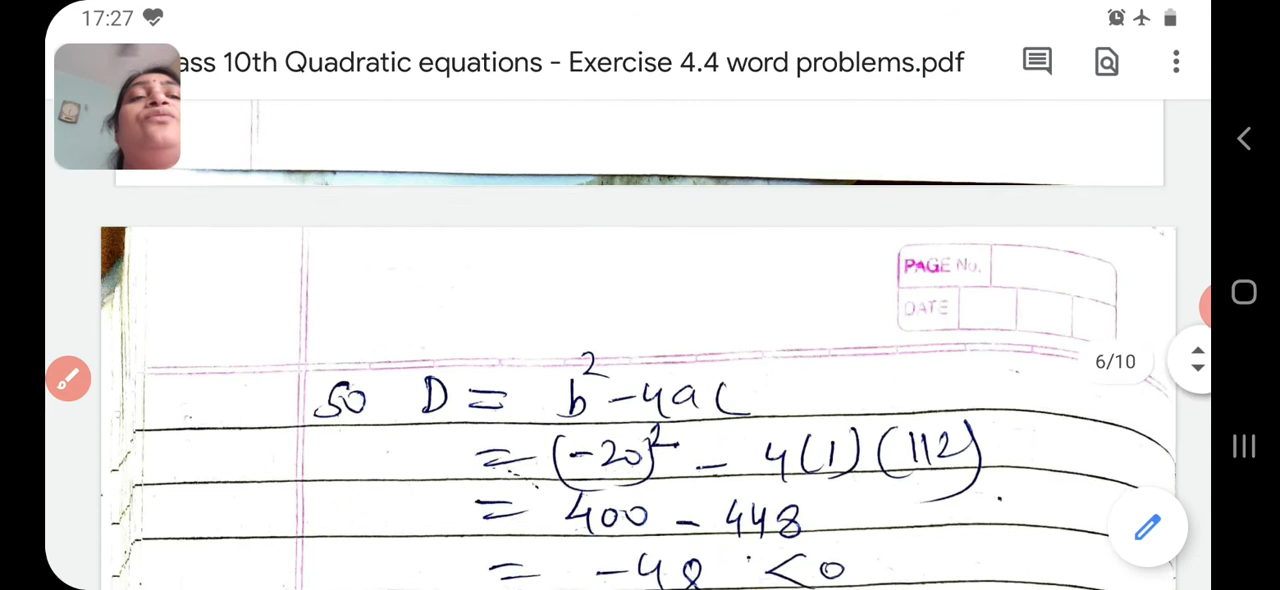 17:27
ass 10th Quadratic equations - Exercise 4.4 word problems.pdf
PAGE No.
DATE
6/10
so D = b² - 4ac
= (-20)² - 4(1)(112)
= 400 - 448
= -48 < 0